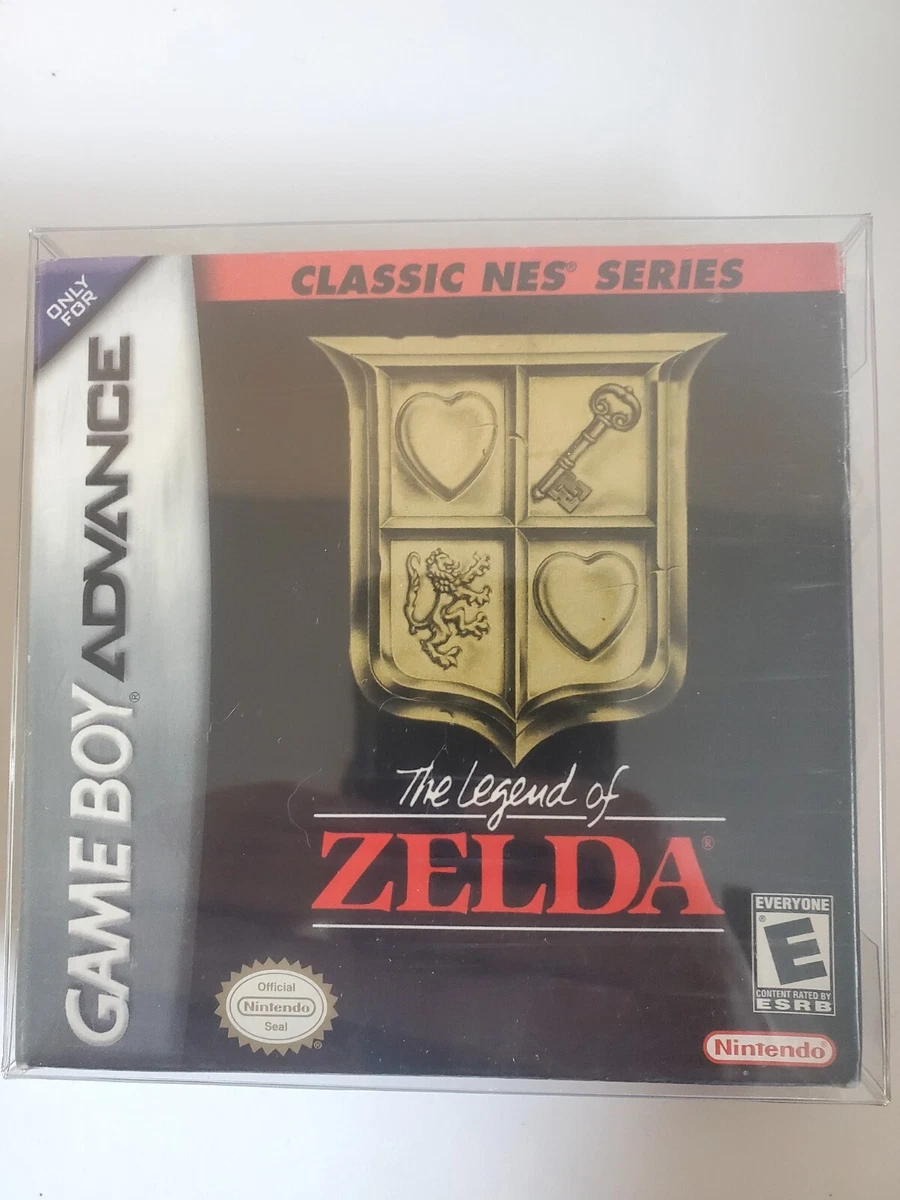 ONLY
FOR
GAME BOY ADVANCE
®
CLASSIC NES® SERIES
The Legend of
ZELDA®
Official
Nintendo
Seal
®
EVERYONE
E
®
CONTENT RATED BY
ESRB
Nintendo®